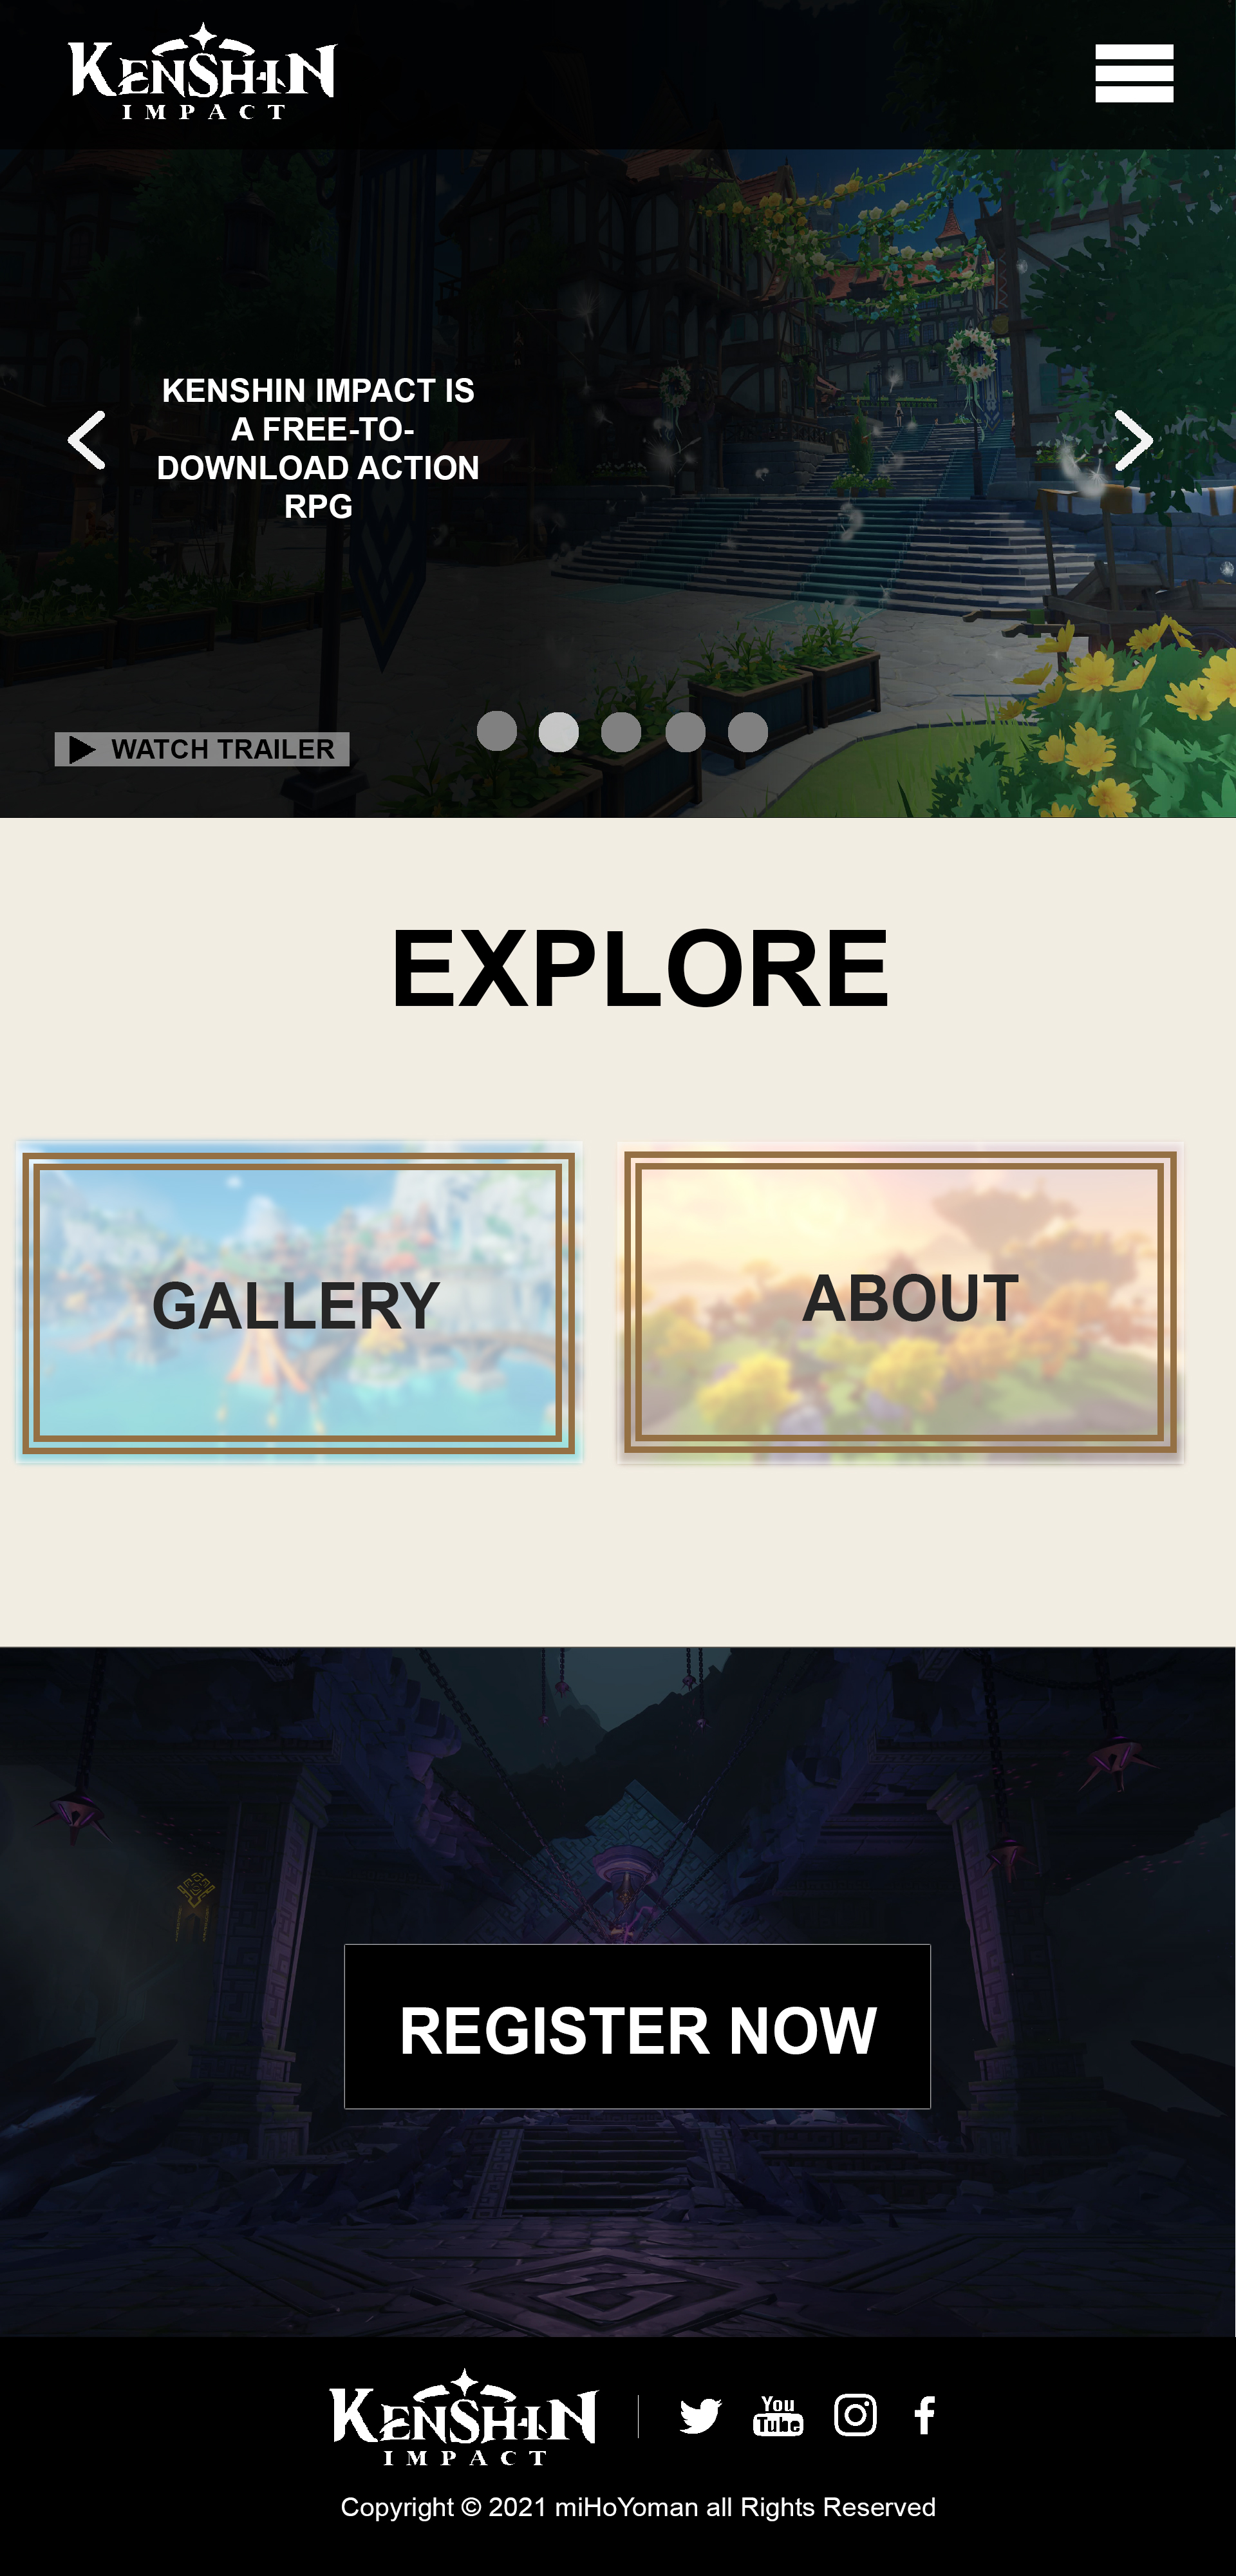 KENSHIN
IMPACT
KENSHIN IMPACT IS
A FREE-TO-
DOWNLOAD ACTION
RPG
WATCH TRAILER
EXPLORE
GALLERY
ABOUT
REGISTER NOW
KENSHIN
IMPACT
You
Tube
Copyright © 2021 miHoYoman all Rights Reserved